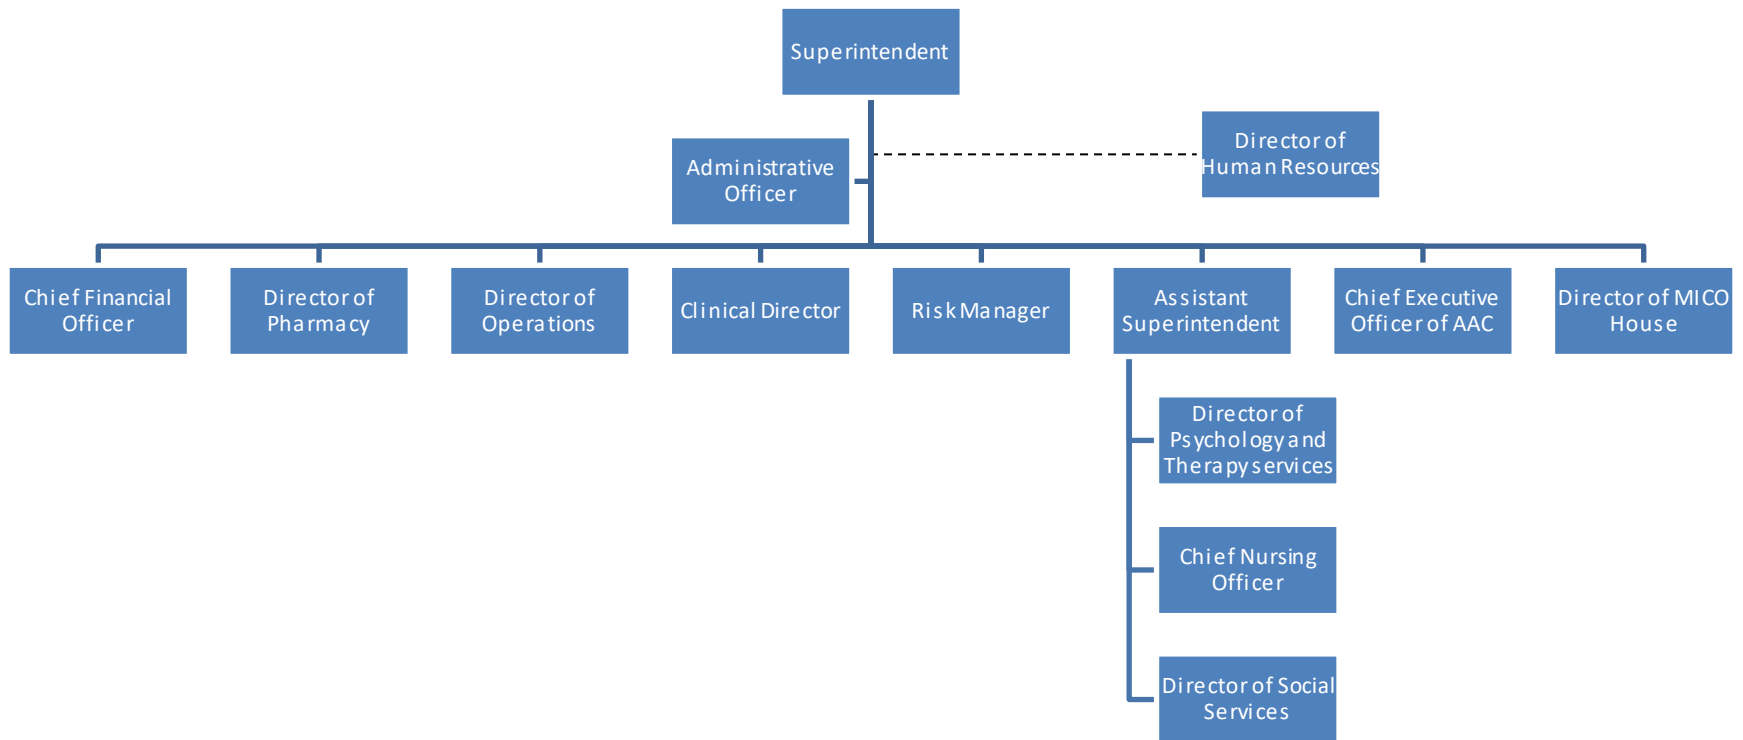 Superintendent
Director of
Human Resources
Administrative
Officer
Chief Financial
Officer
Director of
Pharmacy
Director of
Operations
Clinical Director
Risk Manager
Assistant
Superintendent
Chief Executive
Officer of AAC
Director of MICO
House
Director of
Psychology and
Therapy services
Chief Nursing
Officer
Director of Social
Services